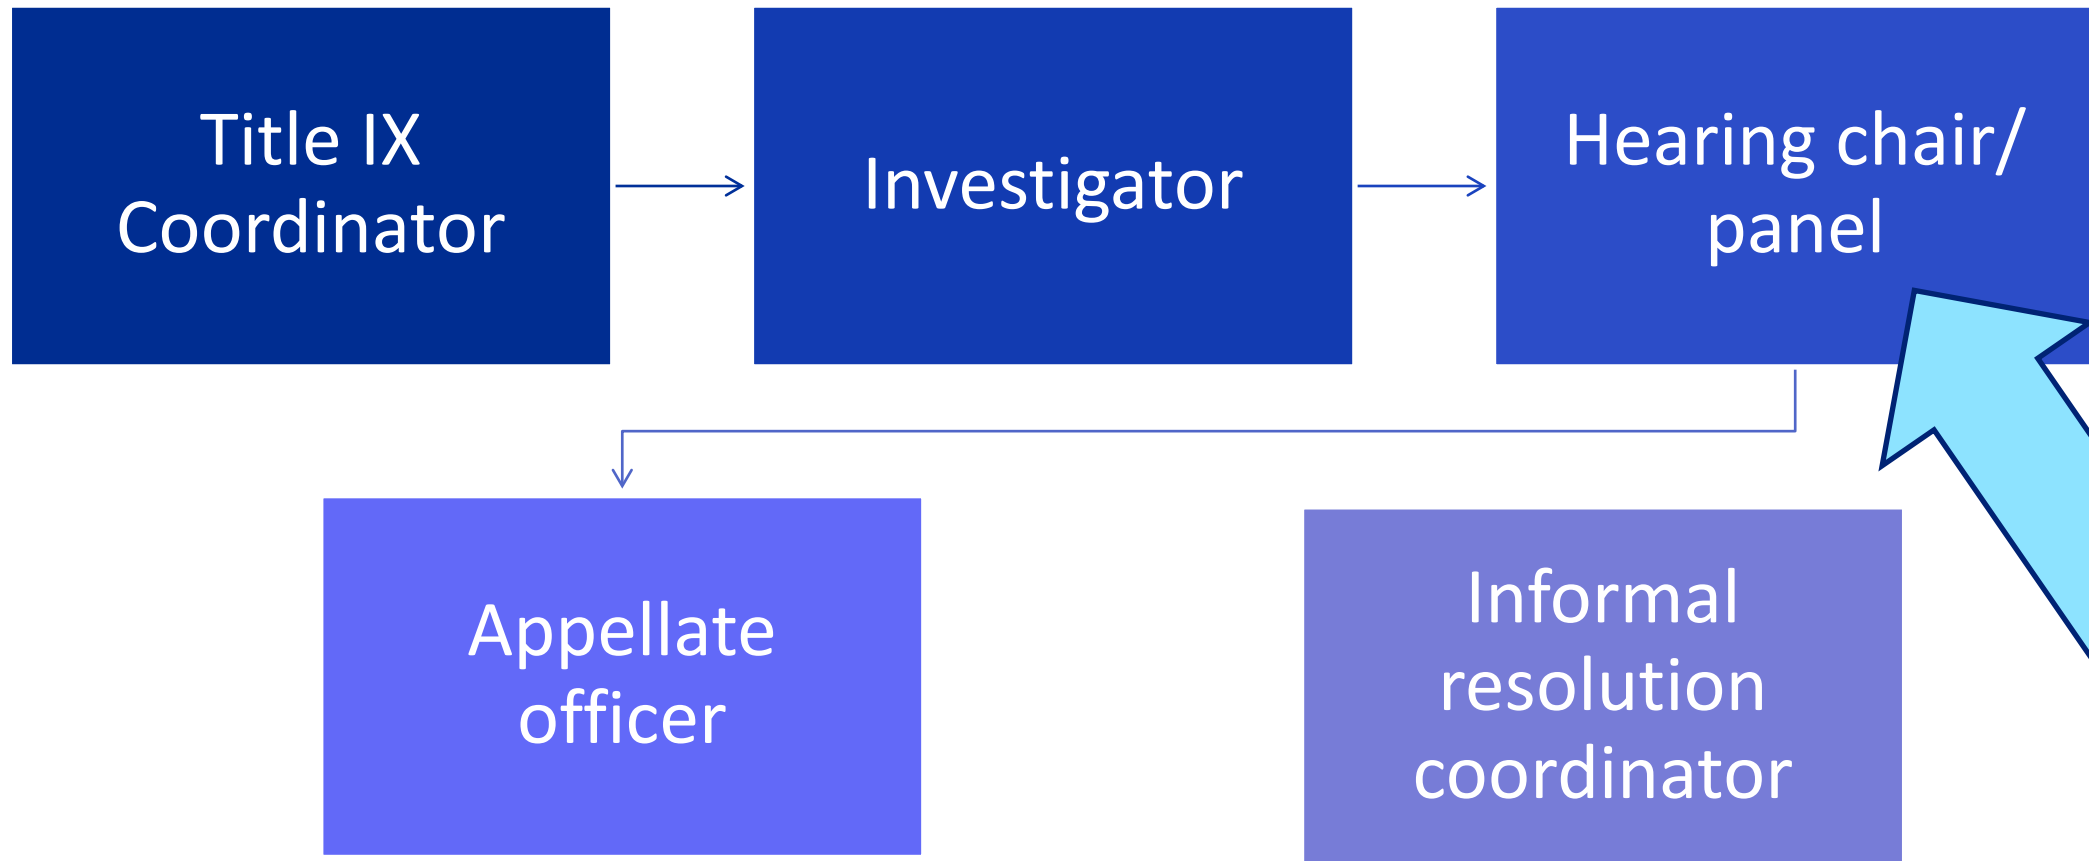 Title IX
Coordinator
Investigator
Hearing chair/
panel
Appellate
officer
Informal
resolution
coordinator